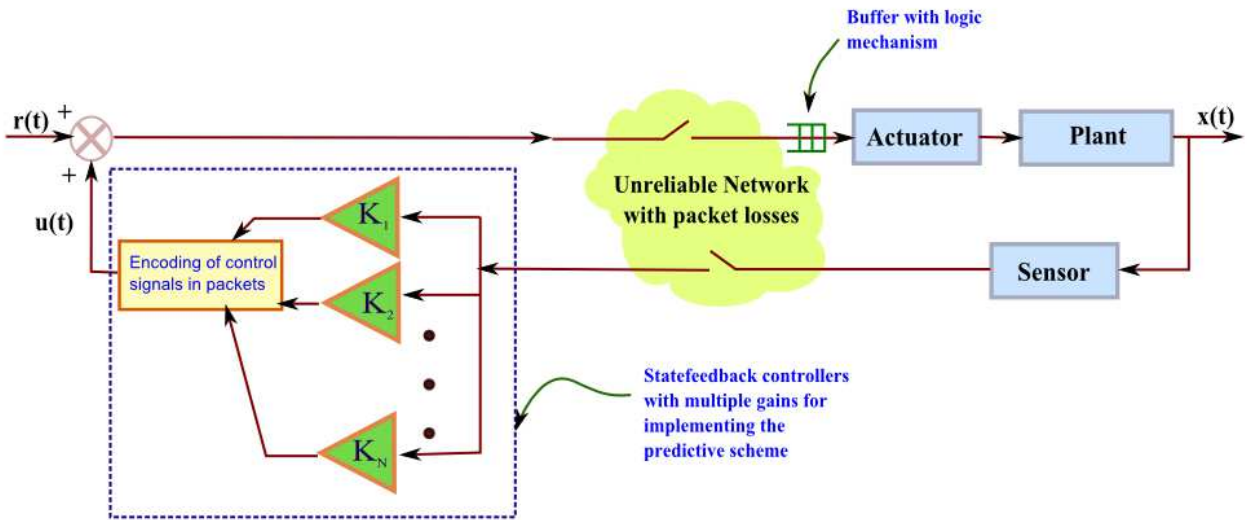 Buffer with logic
mechanism
r(t)
+
+
u(t)
Actuator
Plant
x(t)
Unreliable Network
with packet losses
K1
Encoding of control
signals in packets
K2
Sensor
Statefeedback controllers
with multiple gains for
implementing the
predictive scheme
KN